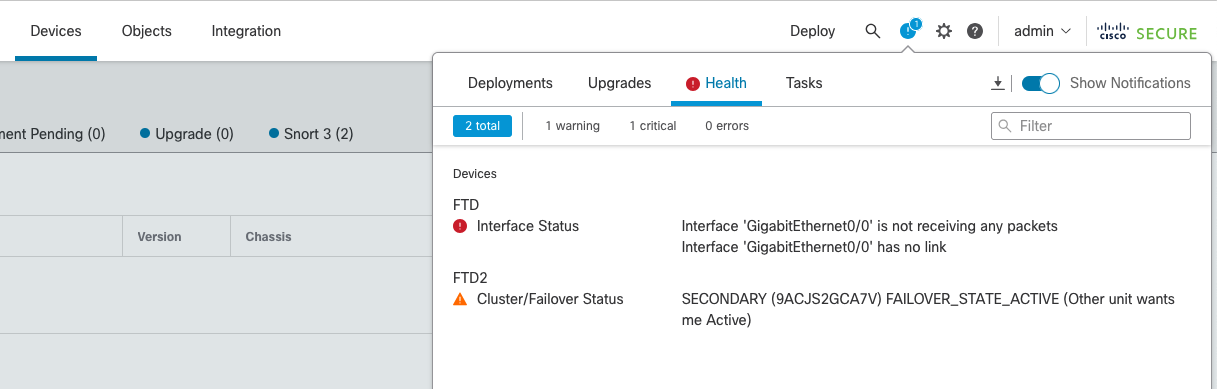 Devices Objects Integration Deploy 1 admin cisco SECURE
Deployments Upgrades Health Tasks Show Notifications
2 total 1 warning 1 critical 0 errors Filter
nent Pending (0) Upgrade (0) Snort 3 (2)
Devices
FTD
Interface Status Interface 'GigabitEthernet0/0' is not receiving any packets
Interface 'GigabitEthernet0/0' has no link
Version Chassis
FTD2
Cluster/Failover Status SECONDARY (9ACJS2GCA7V) FAILOVER_STATE_ACTIVE (Other unit wants
me Active)